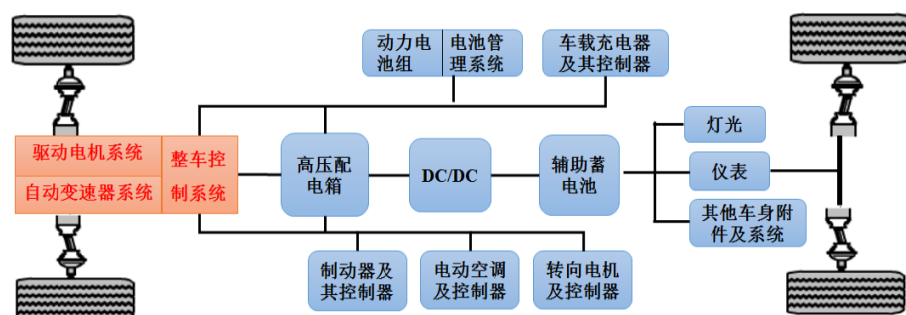 动力电
池组
电池管
理系统
车载充电器
及其控制器
驱动电机系统
自动变速器系统
整车控
制系统
高压配
电箱
DC/DC
辅助蓄
电池
灯光
仪表
其他车身附
件及系统
制动器及
其控制器
电动空调
及控制器
转向电机
及控制器